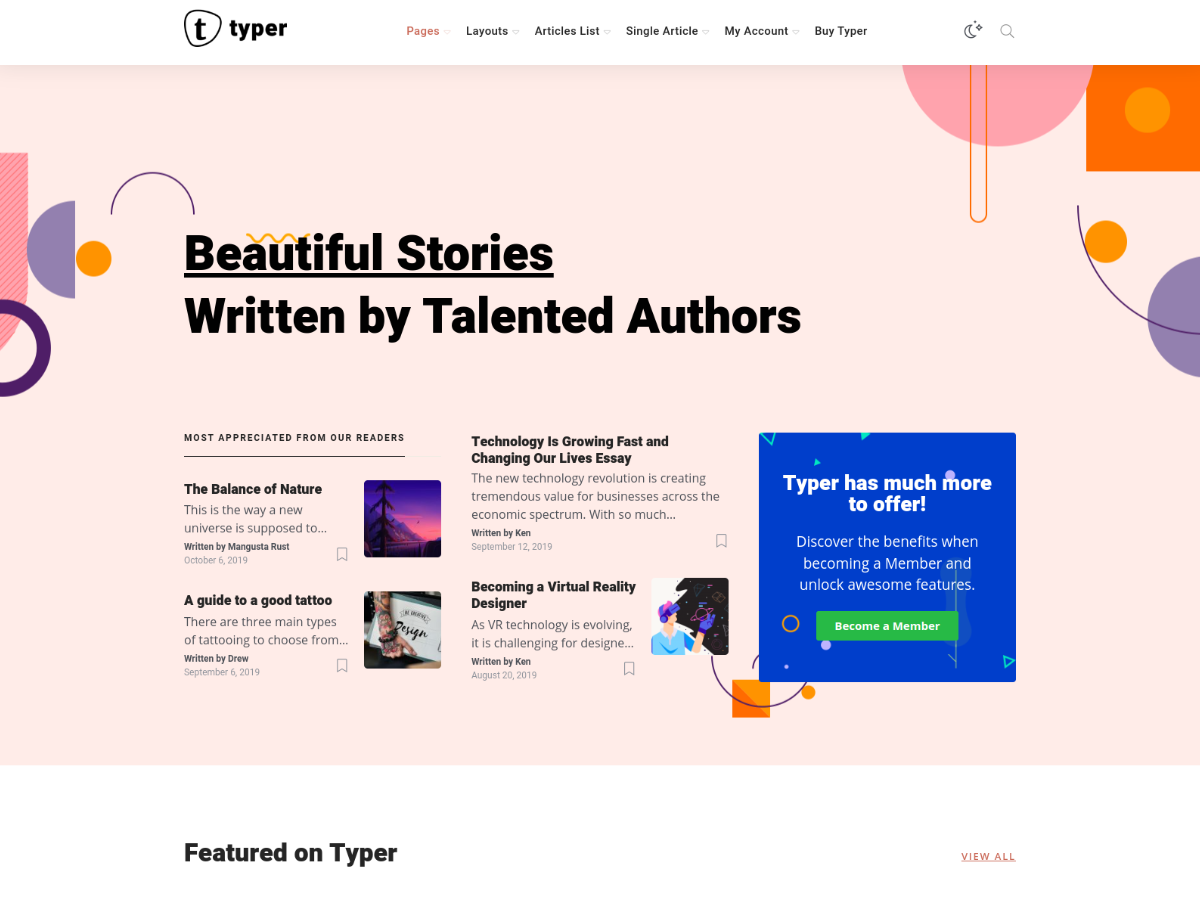 t typer
Pages Layouts Articles List Single Article My Account Buy Typer
Beautiful Stories
Written by Talented Authors
MOST APPRECIATED FROM OUR READERS
The Balance of Nature
This is the way a new
universe is supposed to...
Written by Mangusta Rust
October 6, 2019
A guide to a good tattoo
There are three main types
of tattooing to choose from...
Written by Drew
September 6, 2019
BE CREATIVE
Design
Technology Is Growing Fast and
Changing Our Lives Essay
The new technology revolution is creating
tremendous value for businesses across the
economic spectrum. With so much...
Written by Ken
September 12, 2019
Becoming a Virtual Reality
Designer
As VR technology is evolving,
it is challenging for designe...
Written by Ken
August 20, 2019
Typer has much more
to offer!
Discover the benefits when
becoming a Member and
unlock awesome features.
Become a Member
Featured on Typer
VIEW ALL